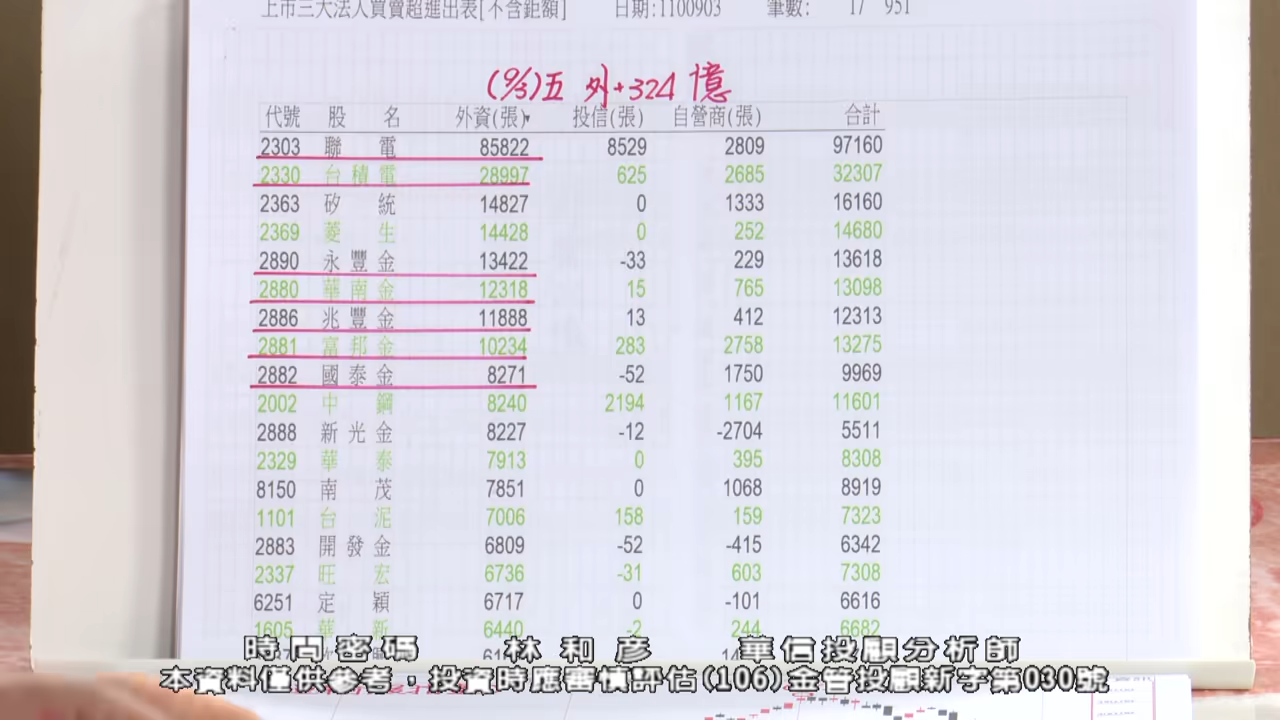 上市三大法人買賣超進出表[不含鉅額] 日期:1100903 筆數: 17 951
(9/3)五 外+324 憶
代號 股名 外資(張)▾ 投信(張) 自營商(張) 合計
2303 聯電 85822 8529 2809 97160
2330 台積電 28997 625 2685 32307
2363 矽統 14827 0 1333 16160
2369 菱生 14428 0 252 14680
2890 永豐金 13422 -33 229 13618
2880 華南金 12318 15 765 13098
2886 兆豐金 11888 13 412 12313
2881 富邦金 10234 283 2758 13275
2882 國泰金 8271 -52 1750 9969
2002 中鋼 8240 2194 1167 11601
2888 新光金 8227 -12 -2704 5511
2329 華泰 7913 0 395 8308
8150 南茂 7851 0 1068 8919
1101 台泥 7006 158 159 7323
2883 開發金 6809 -52 -415 6342
2337 旺宏 6736 -31 603 7308
6251 定穎 6717 0 -101 6616
1605 華新 6440 -2 244 6682
時間密碼 林和彥 華信投顧分析師
本資料僅供參考，投資時應審慎評估(106)金管投顧新字第030號